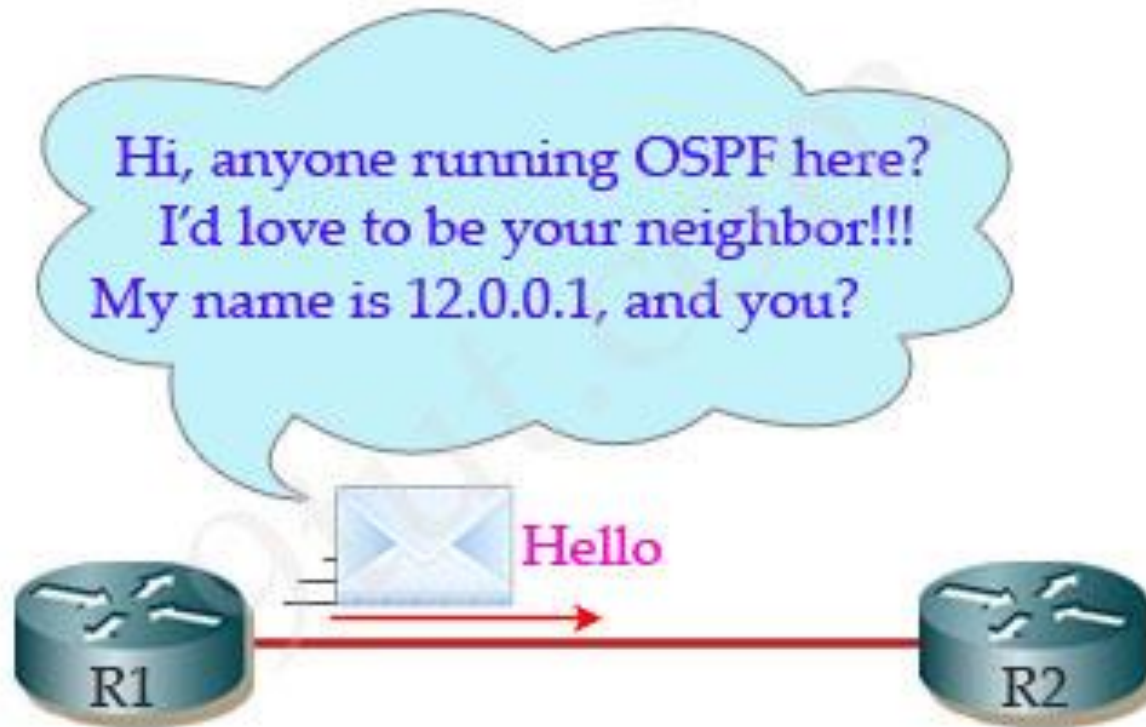 Hi, anyone running OSPF here?
I'd love to be your neighbor!!!
My name is 12.0.0.1, and you?
Hello
R1
R2